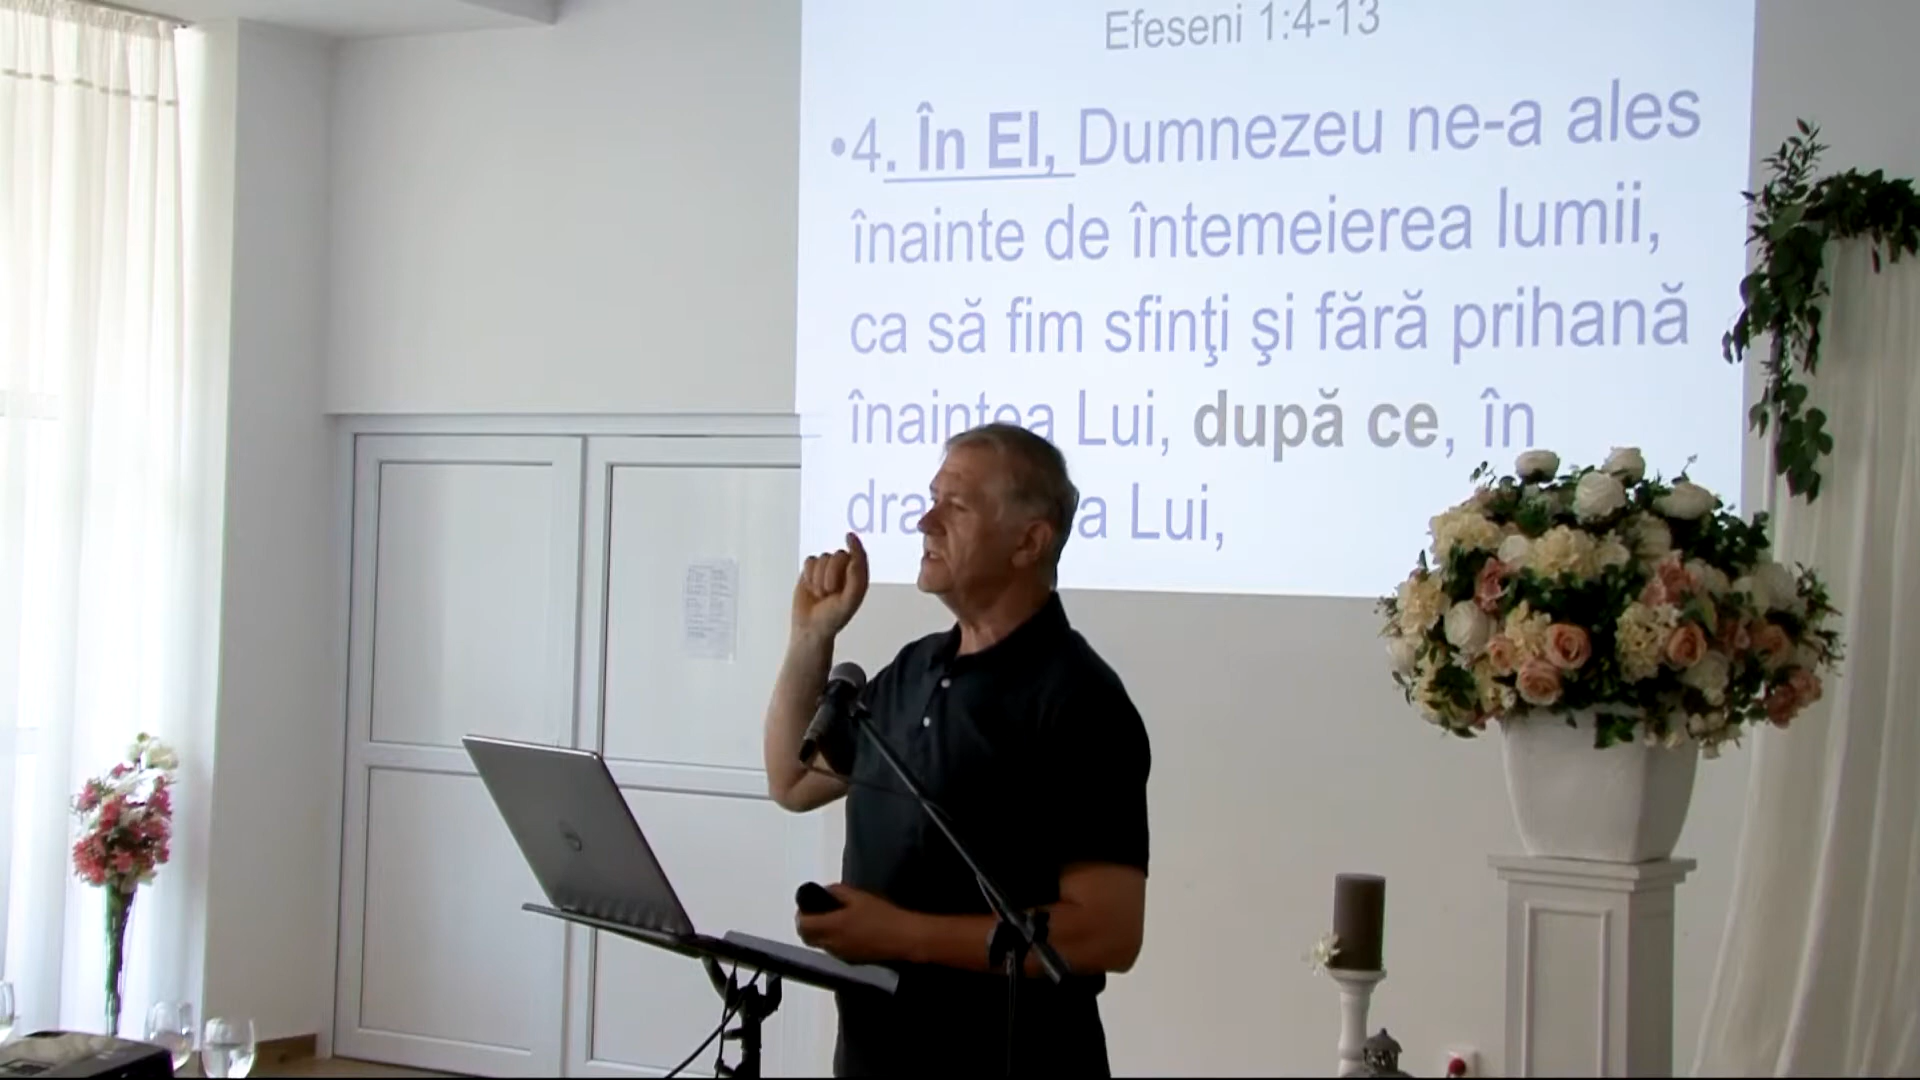 Efeseni 1:4-13
•4. În El, Dumnezeu ne-a ales
înainte de întemeierea lumii,
ca să fim sfinţi şi fără prihană
înaintea Lui, după ce, în
a Lui,